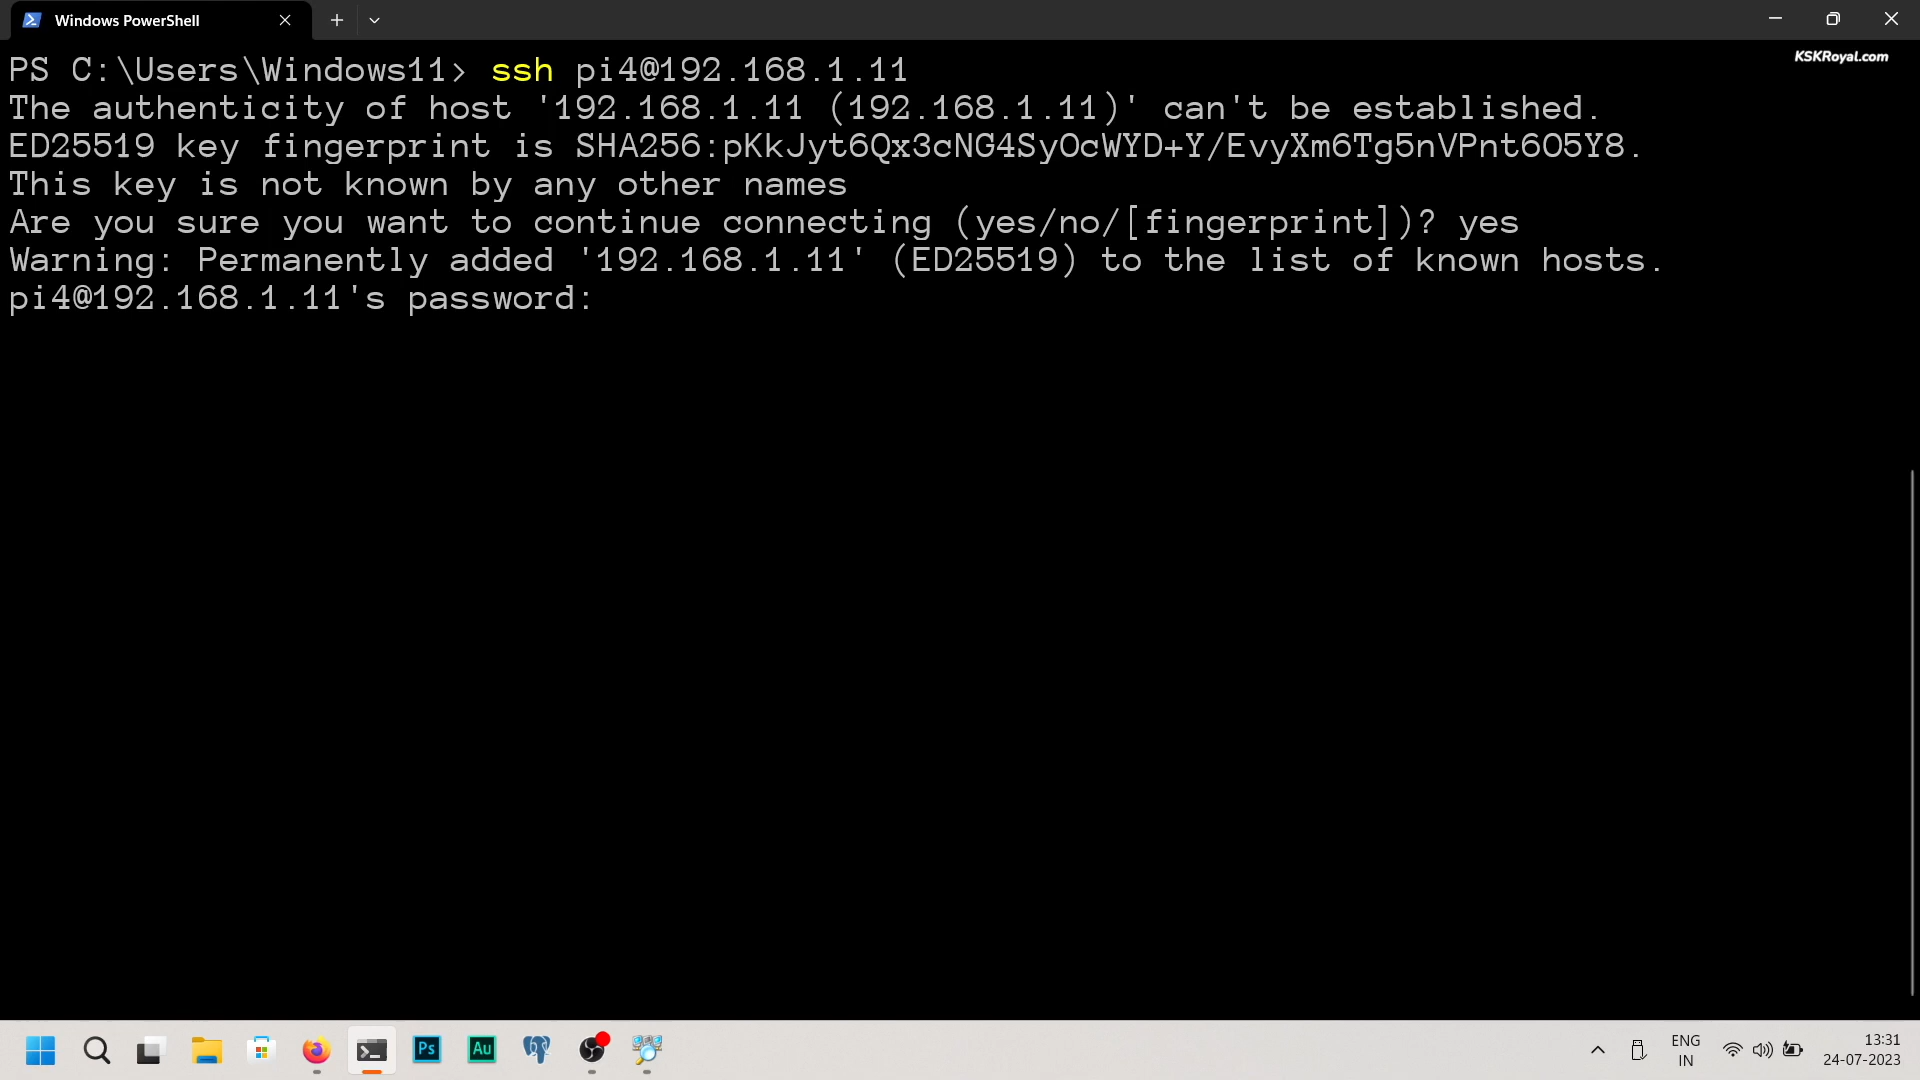 Windows PowerShell
KSKRoyal.com
PS C:\Users\Windows11> ssh pi4@192.168.1.11
The authenticity of host '192.168.1.11 (192.168.1.11)' can't be established.
ED25519 key fingerprint is SHA256:pKkJyt6Qx3cNG4SyOcWYD+Y/EvyXm6Tg5nVPnt6O5Y8.
This key is not known by any other names
Are you sure you want to continue connecting (yes/no/[fingerprint])? yes
Warning: Permanently added '192.168.1.11' (ED25519) to the list of known hosts.
pi4@192.168.1.11's password:
Ps
Au
ENG
IN
13:31
24-07-2023